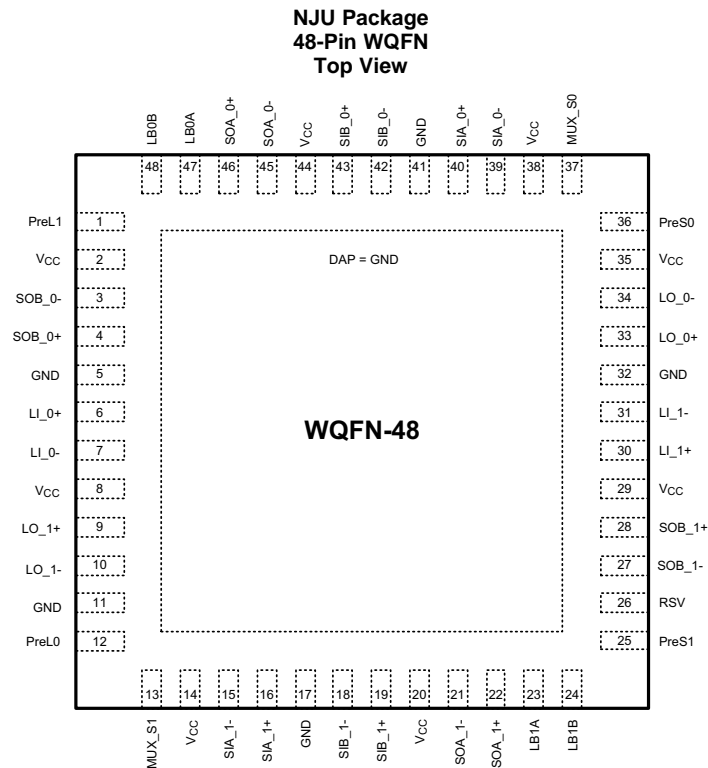 NJU Package
48-Pin WQFN
Top View
LB0B
LB0A
SOA_0+
SOA_0-
VCC
SIB_0+
SIB_0-
GND
SIA_0+
SIA_0-
VCC
MUX_S0
48 47 46 45 44 43 42 41 40 39 38 37
PreL1 1
VCC 2
SOB_0- 3
SOB_0+ 4
GND 5
LI_0+ 6
LI_0- 7
VCC 8
LO_1+ 9
LO_1- 10
GND 11
PreL0 12
DAP = GND
WQFN-48
36 PreS0
35 VCC
34 LO_0-
33 LO_0+
32 GND
31 LI_1-
30 LI_1+
29 VCC
28 SOB_1+
27 SOB_1-
26 RSV
25 PreS1
13 14 15 16 17 18 19 20 21 22 23 24
MUX_S1
VCC
SIA_1-
SIA_1+
GND
SIB_1-
SIB_1+
VCC
SOA_1-
SOA_1+
LB1A
LB1B